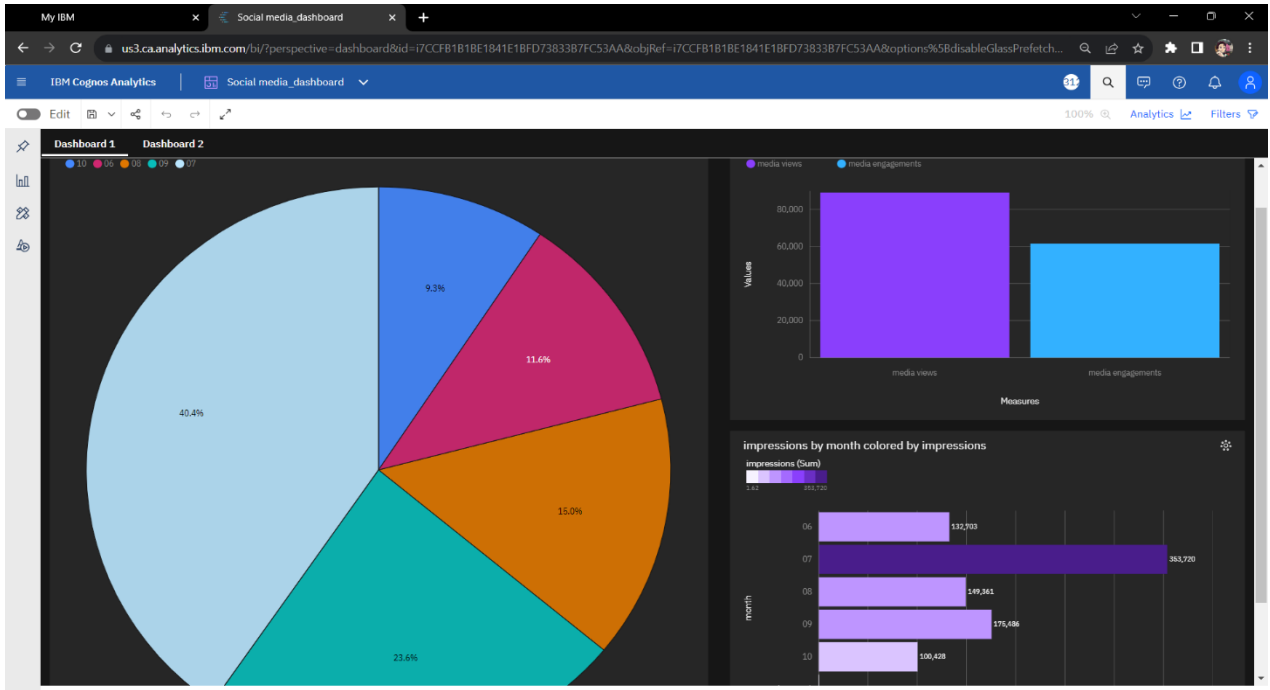 My IBM
Social media_dashboard
us3.ca.analytics.ibm.com/bi/?perspective=dashboard&id=i7CCFB1B1BE1841E1BFD73833B7FC53AA&objRef=i7CCFB1B1BE1841E1BFD73833B7FC53AA&options%5BdisableGlassPrefetch...
IBM Cognos Analytics
Social media_dashboard
Edit
100%
Analytics
Filters
Dashboard 1
Dashboard 2
10 06 08 09 07
9.3%
11.6%
15.0%
23.6%
40.4%
media views
media engagements
80,000
60,000
40,000
20,000
0
Values
media views
media engagements
Measures
impressions by month colored by impressions
impressions (Sum)
353,720
06
132,703
07
353,720
08
149,361
09
175,486
10
100,428
month